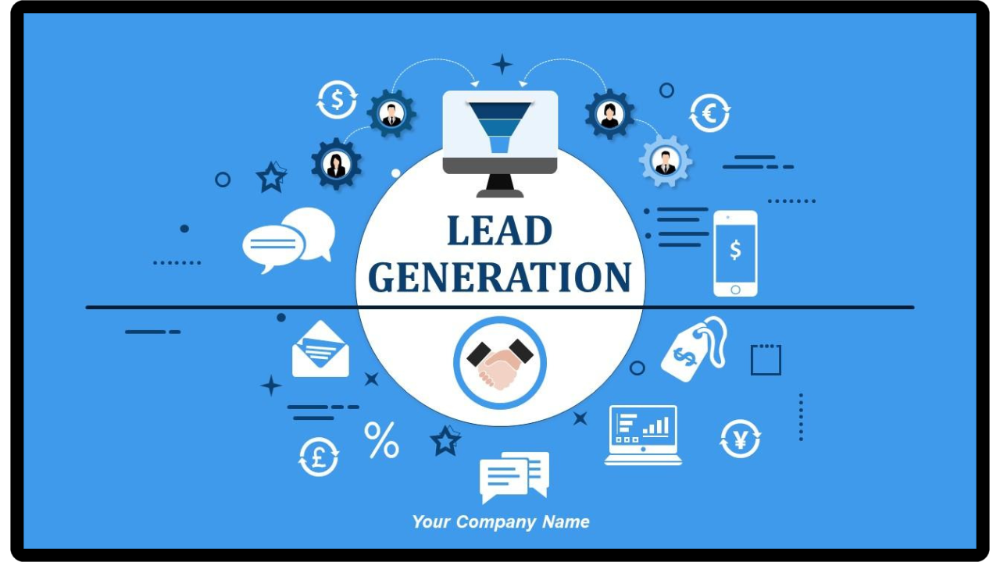 $
€
LEAD
$
GENERATION
$
£
%
¥
Your Company Name